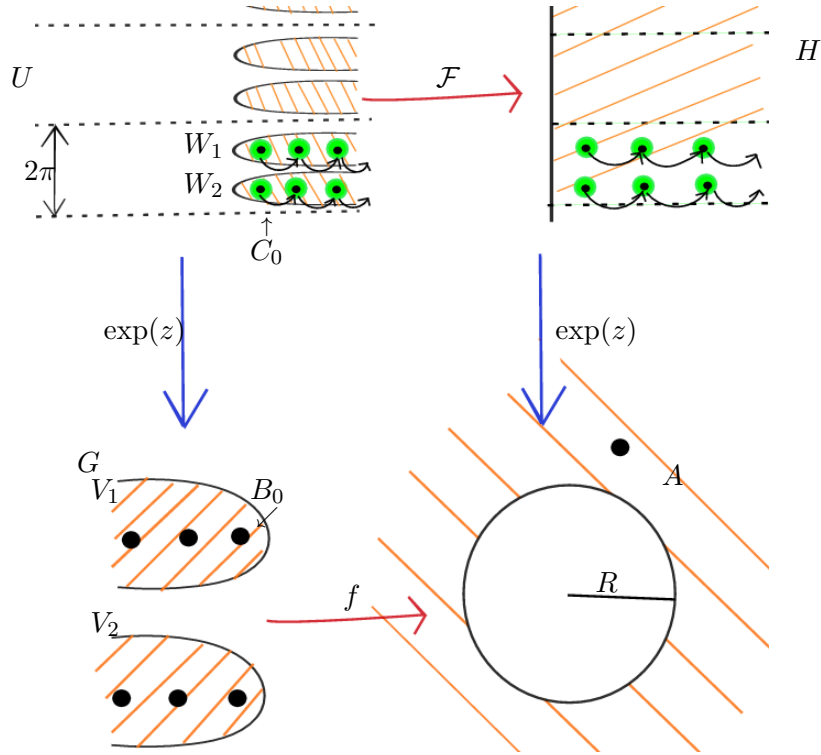 U
H
𝓕
2π
W₁
W₂
↑
C₀
exp(z)
exp(z)
G
V₁
B₀
A
V₂
f
R